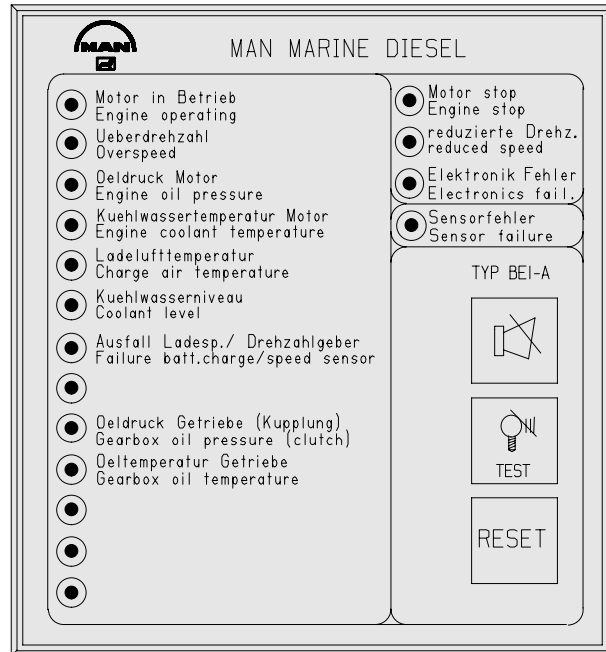 MAN
MAN MARINE DIESEL
Motor in Betrieb
Engine operating
Ueberdrehzahl
Overspeed
Oeldruck Motor
Engine oil pressure
Kuehlwassertemperatur Motor
Engine coolant temperature
Ladelufttemperatur
Charge air temperature
Kuehlwasserniveau
Coolant level
Ausfall Ladesp./ Drehzahlgeber
Failure batt.charge/speed sensor
Oeldruck Getriebe (Kupplung)
Gearbox oil pressure (clutch)
Oeltemperatur Getriebe
Gearbox oil temperature
Motor stop
Engine stop
reduzierte Drehz.
reduced speed
Elektronik Fehler
Electronics fail.
Sensorfehler
Sensor failure
TYP BEI-A
TEST
RESET